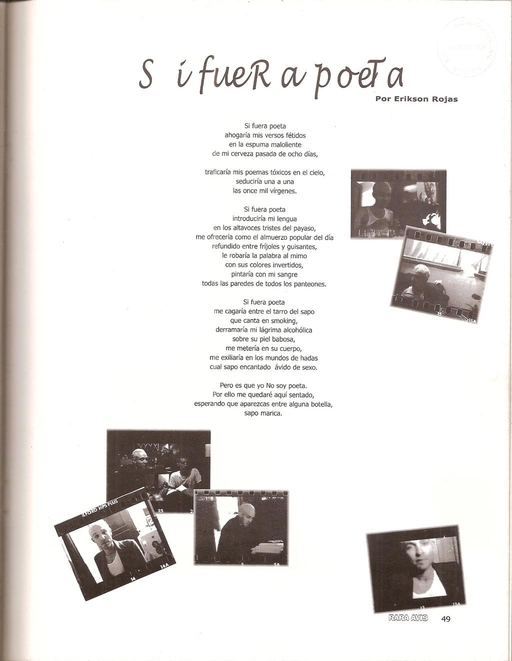 Si fueRa poeTa
Por Erikson Rojas
Si fuera poeta
ahogaría mis versos fétidos
en la espuma maloliente
de mi cerveza pasada de ocho días,
traficaría mis poemas tóxicos en el cielo,
seduciría una a una
las once mil vírgenes.
Si fuera poeta
introduciría mi lengua
en los altavoces tristes del payaso,
me ofrecería como el almuerzo popular del día
refundido entre fríjoles y guisantes,
le robaría la palabra al mimo
con sus colores invertidos,
pintaría con mi sangre
todas las paredes de todos los panteones.
Si fuera poeta
me cagaría entre el tarro del sapo
que canta en smoking,
derramaría mi lágrima alcohólica
sobre su piel babosa,
me metería en su cuerpo,
me exiliaría en los mundos de hadas
cual sapo encantado ávido de sexo.
Pero es que yo No soy poeta.
Por ello me quedaré aquí sentado,
esperando que aparezcas entre alguna botella,
sapo marica.
RARA AVIS 49